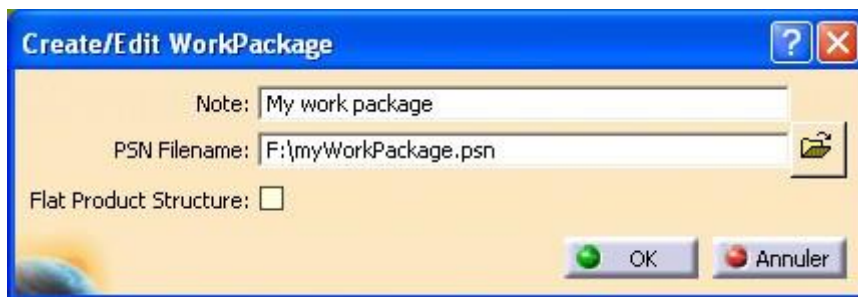 Create/Edit WorkPackage
Note: My work package
PSN Filename: F:\myWorkPackage.psn
Flat Product Structure:
OK Annuler